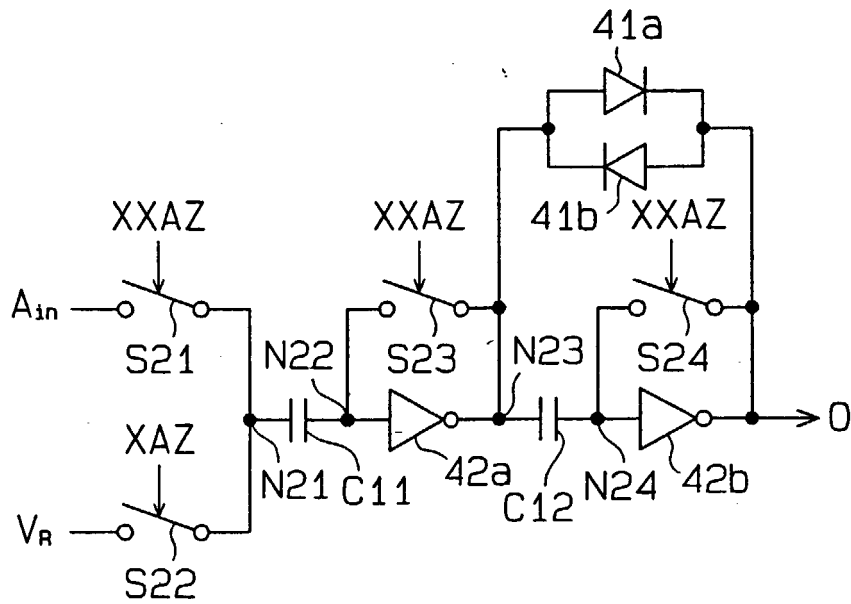 41a
41b
XXAZ
XXAZ
XXAZ
Ain
S21
S23
S24
N22
N23
XAZ
N21
C11
42a
C12
N24
42b
O
VR
S22